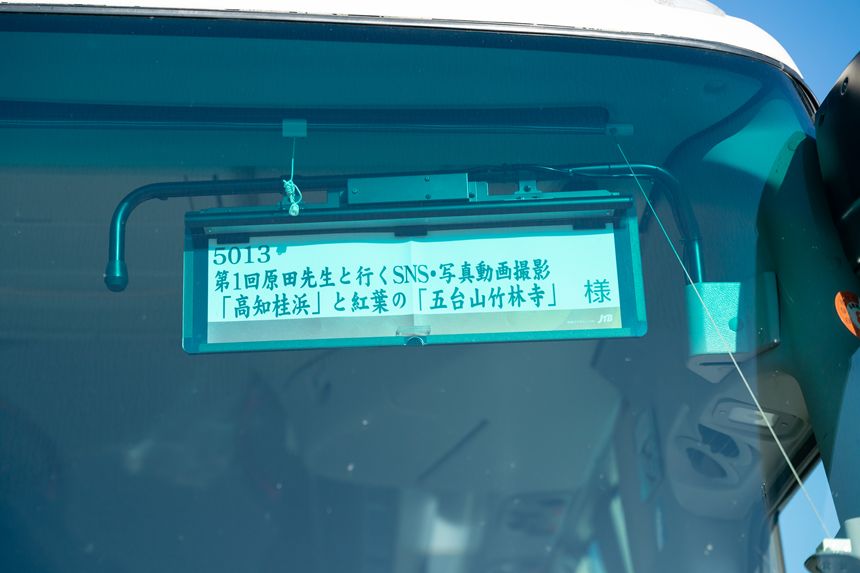 5013
第1回原田先生と行くSNS・写真動画撮影
「高知桂浜」と紅葉の「五台山竹林寺」 様
JTB